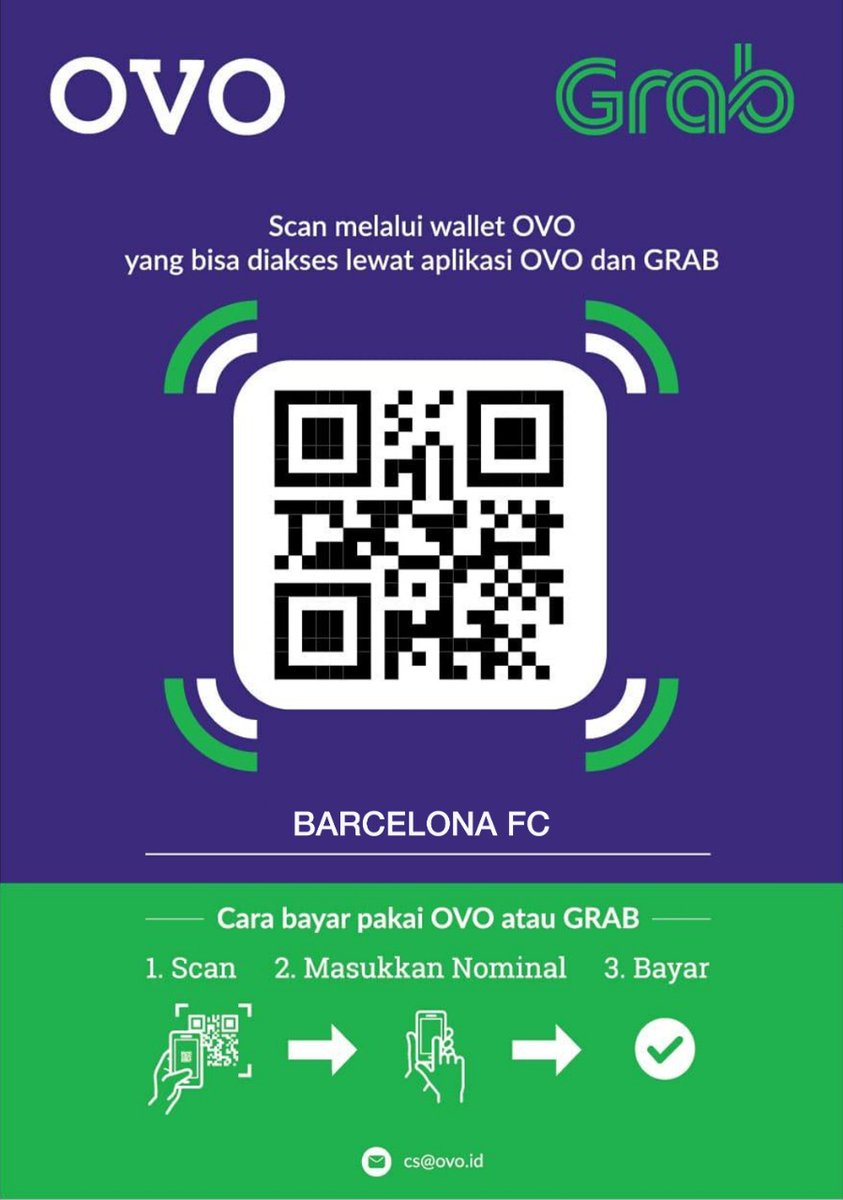 OVO Grab
Scan melalui wallet OVO
yang bisa diakses lewat aplikasi OVO dan GRAB
BARCELONA FC
Cara bayar pakai OVO atau GRAB
1. Scan 2. Masukkan Nominal 3. Bayar
cs@ovo.id